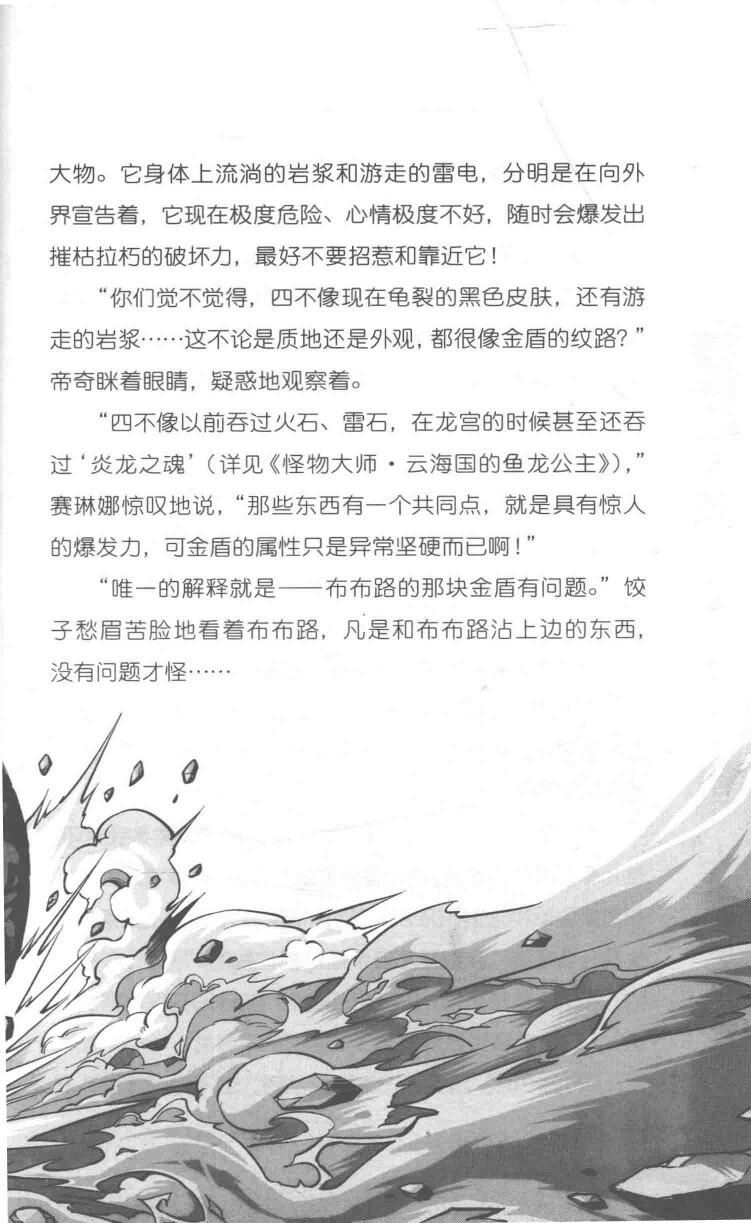 大物。它身体上流淌的岩浆和游走的雷电，分明是在向外
界宣告着，它现在极度危险、心情极度不好，随时会爆发出
摧枯拉朽的破坏力，最好不要招惹和靠近它！
“你们觉不觉得，四不像现在龟裂的黑色皮肤，还有游
走的岩浆……这不论是质地还是外观，都很像金盾的纹路？”
帝奇眯着眼睛，疑惑地观察着。
“四不像以前吞过火石、雷石，在龙宫的时候甚至还吞
过‘炎龙之魂’（详见《怪物大师·云海国的鱼龙公主》），”
赛琳娜惊叹地说，“那些东西有一个共同点，就是具有惊人
的爆发力，可金盾的属性只是异常坚硬而已啊！”
“唯一的解释就是——布布路的那块金盾有问题。”饺
子愁眉苦脸地看着布布路，凡是和布布路沾上边的东西，
没有问题才怪……